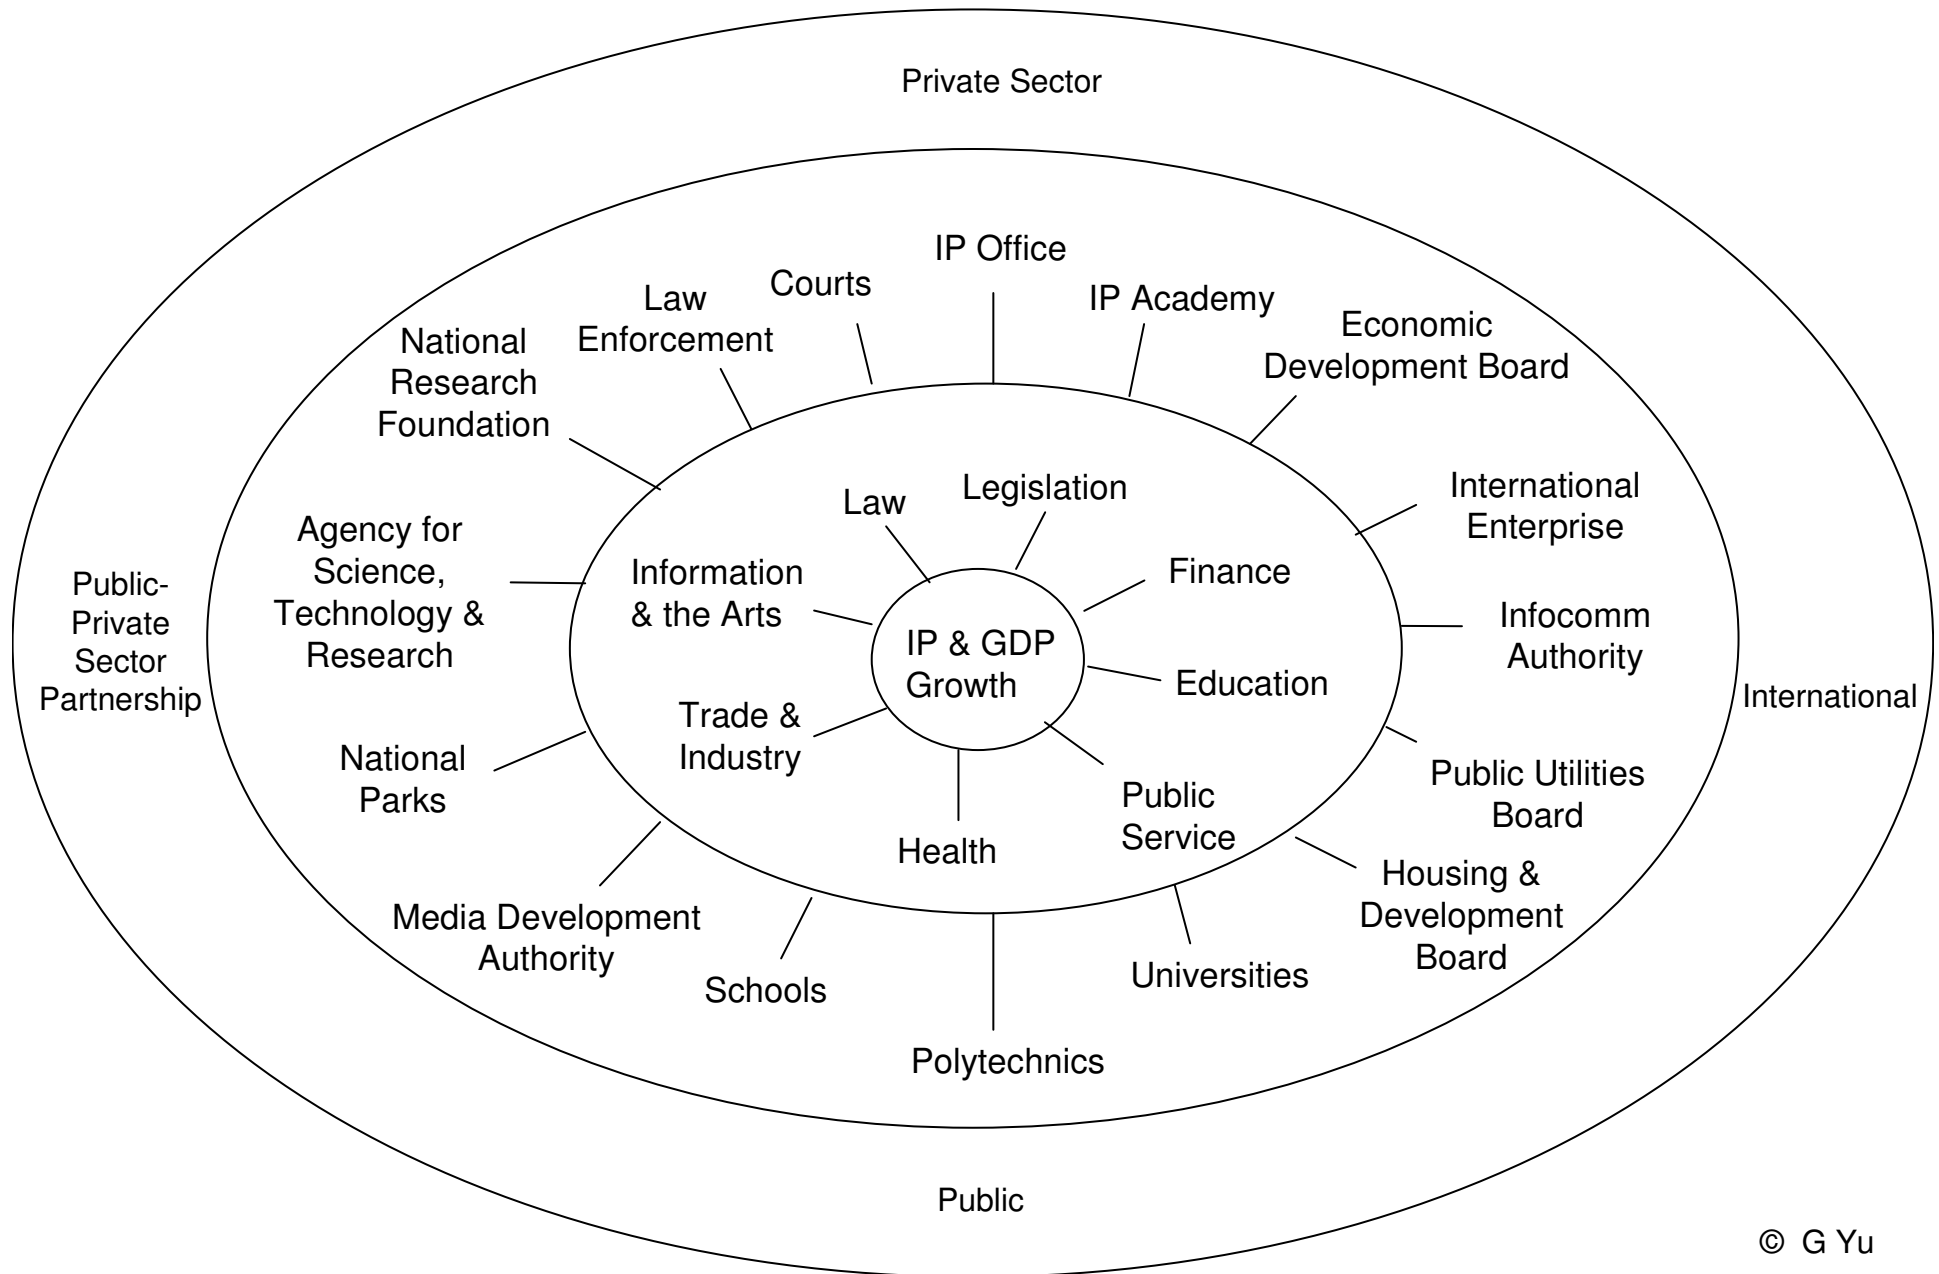 Private Sector
IP Office
Courts
Law
Enforcement
IP Academy
Economic
Development Board
National
Research
Foundation
International
Enterprise
Law
Legislation
Agency for
Science,
Technology &
Research
Information
& the Arts
Finance
Infocomm
Authority
Public-
Private
Sector
Partnership
IP & GDP
Growth
Education
International
Trade &
Industry
National
Parks
Public Utilities
Board
Public
Service
Health
Housing &
Development
Board
Media Development
Authority
Schools
Universities
Polytechnics
Public
© G Yu